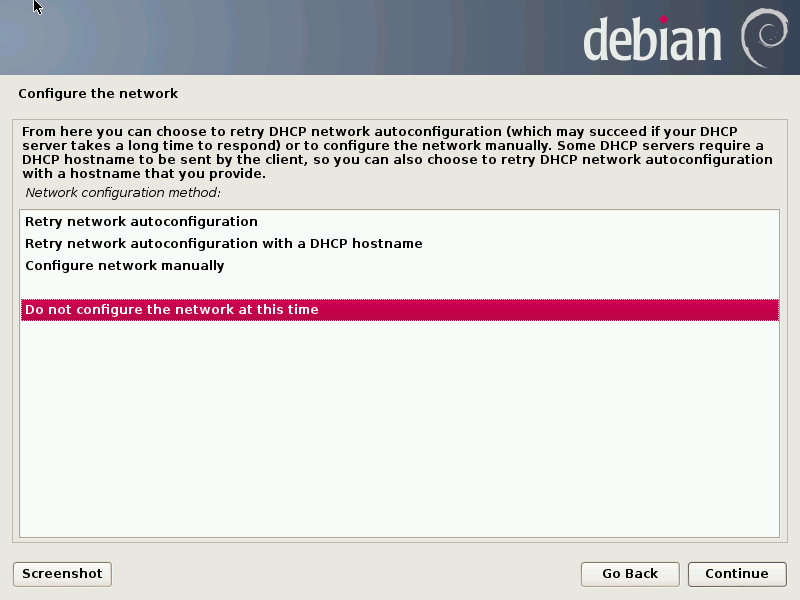 debian
Configure the network
From here you can choose to retry DHCP network autoconfiguration (which may succeed if your DHCP
server takes a long time to respond) or to configure the network manually. Some DHCP servers require a
DHCP hostname to be sent by the client, so you can also choose to retry DHCP network autoconfiguration
with a hostname that you provide.
Network configuration method:
Retry network autoconfiguration
Retry network autoconfiguration with a DHCP hostname
Configure network manually
Do not configure the network at this time
Screenshot
Go Back
Continue